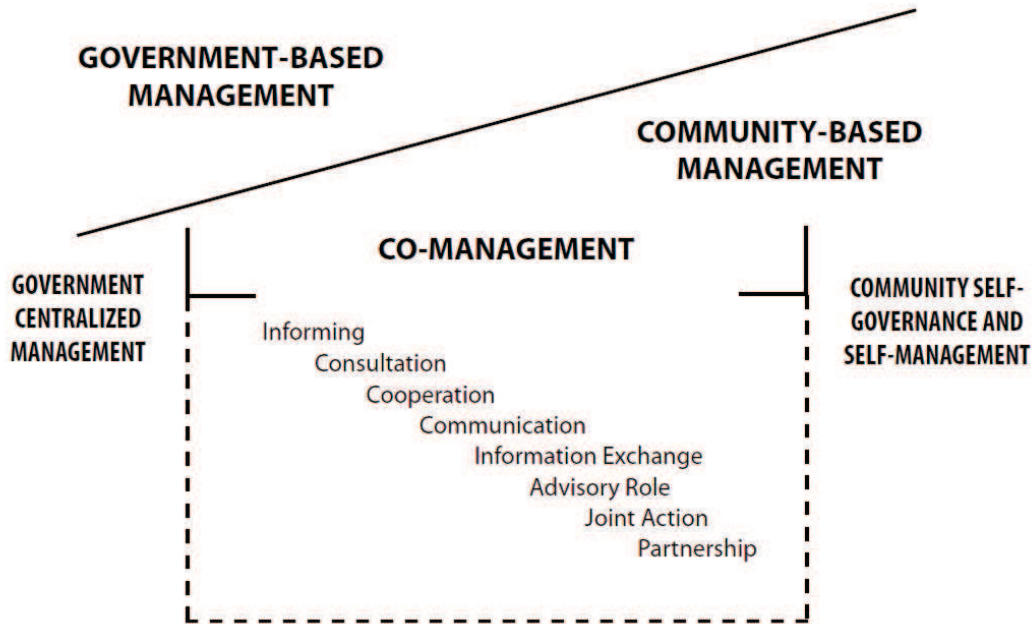 GOVERNMENT-BASED
MANAGEMENT
COMMUNITY-BASED
MANAGEMENT
CO-MANAGEMENT
GOVERNMENT
CENTRALIZED
MANAGEMENT
COMMUNITY SELF-
GOVERNANCE AND
SELF-MANAGEMENT
Informing
Consultation
Cooperation
Communication
Information Exchange
Advisory Role
Joint Action
Partnership